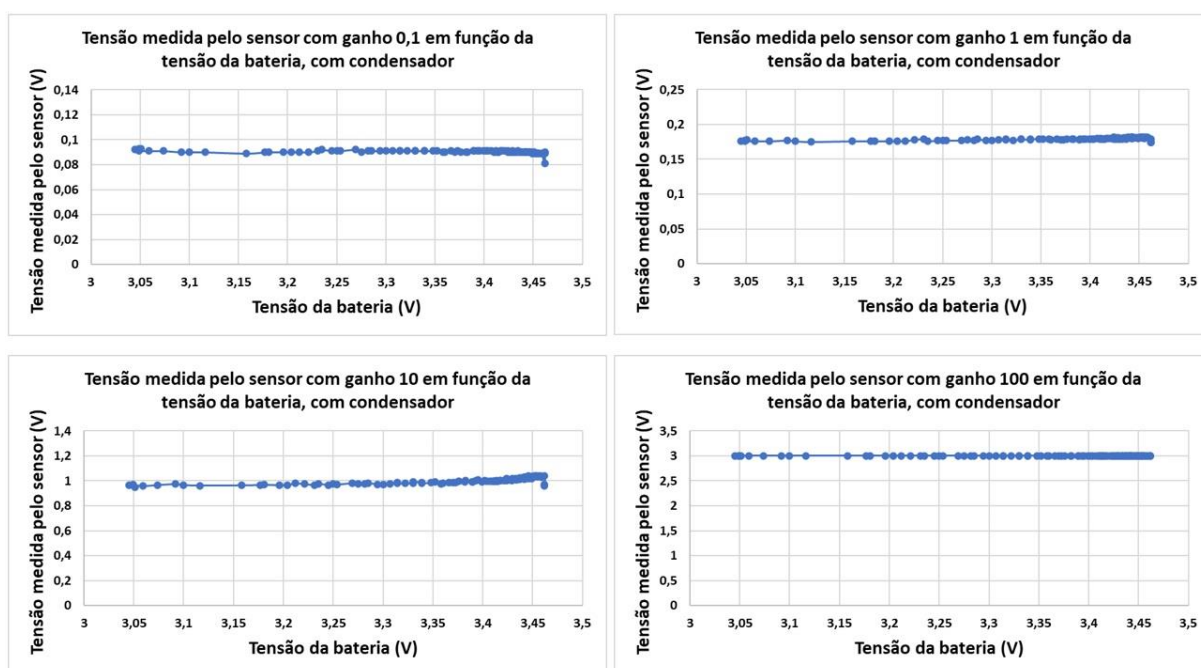 Tensão medida pelo sensor com ganho 0,1 em função da
tensão da bateria, com condensador
Tensão medida pelo sensor (V)
0,14
0,12
0,1
0,08
0,06
0,04
0,02
0
3 3,05 3,1 3,15 3,2 3,25 3,3 3,35 3,4 3,45 3,5
Tensão da bateria (V)
Tensão medida pelo sensor com ganho 1 em função da
tensão da bateria, com condensador
Tensão medida pelo sensor (V)
0,25
0,2
0,15
0,1
0,05
0
3 3,05 3,1 3,15 3,2 3,25 3,3 3,35 3,4 3,45 3,5
Tensão da bateria (V)
Tensão medida pelo sensor com ganho 10 em função da
tensão da bateria, com condensador
Tensão medida pelo sensor (V)
1,4
1,2
1
0,8
0,6
0,4
0,2
0
3 3,05 3,1 3,15 3,2 3,25 3,3 3,35 3,4 3,45 3,5
Tensão da bateria (V)
Tensão medida pelo sensor com ganho 100 em função da
tensão da bateria, com condensador
Tensão medida pelo sensor (V)
3,5
3
2,5
2
1,5
1
0,5
0
3 3,05 3,1 3,15 3,2 3,25 3,3 3,35 3,4 3,45 3,5
Tensão da bateria (V)